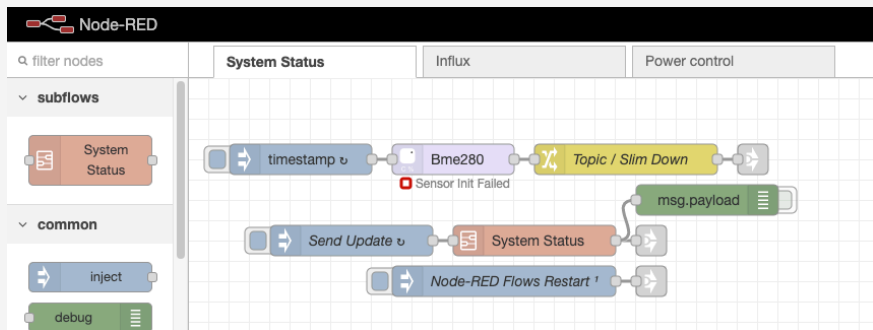 Node-RED
filter nodes
System Status
Influx
Power control
subflows
System
Status
common
inject
debug
timestamp ↻
Bme280
Topic / Slim Down
Sensor Init Failed
msg.payload
Send Update ↻
System Status
Node-RED Flows Restart ¹